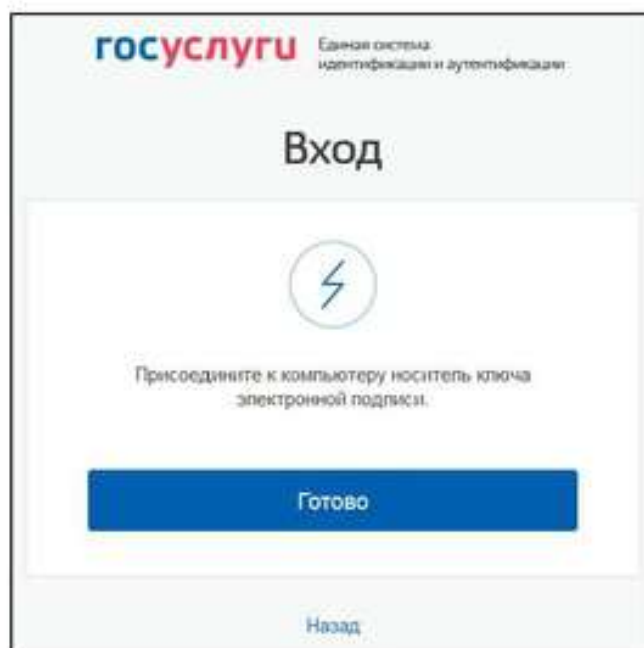 госуслуги
Единая система
идентификации и аутентификации
Вход
Присоедините к компьютеру носитель ключа
электронной подписи.
Готово
Назад